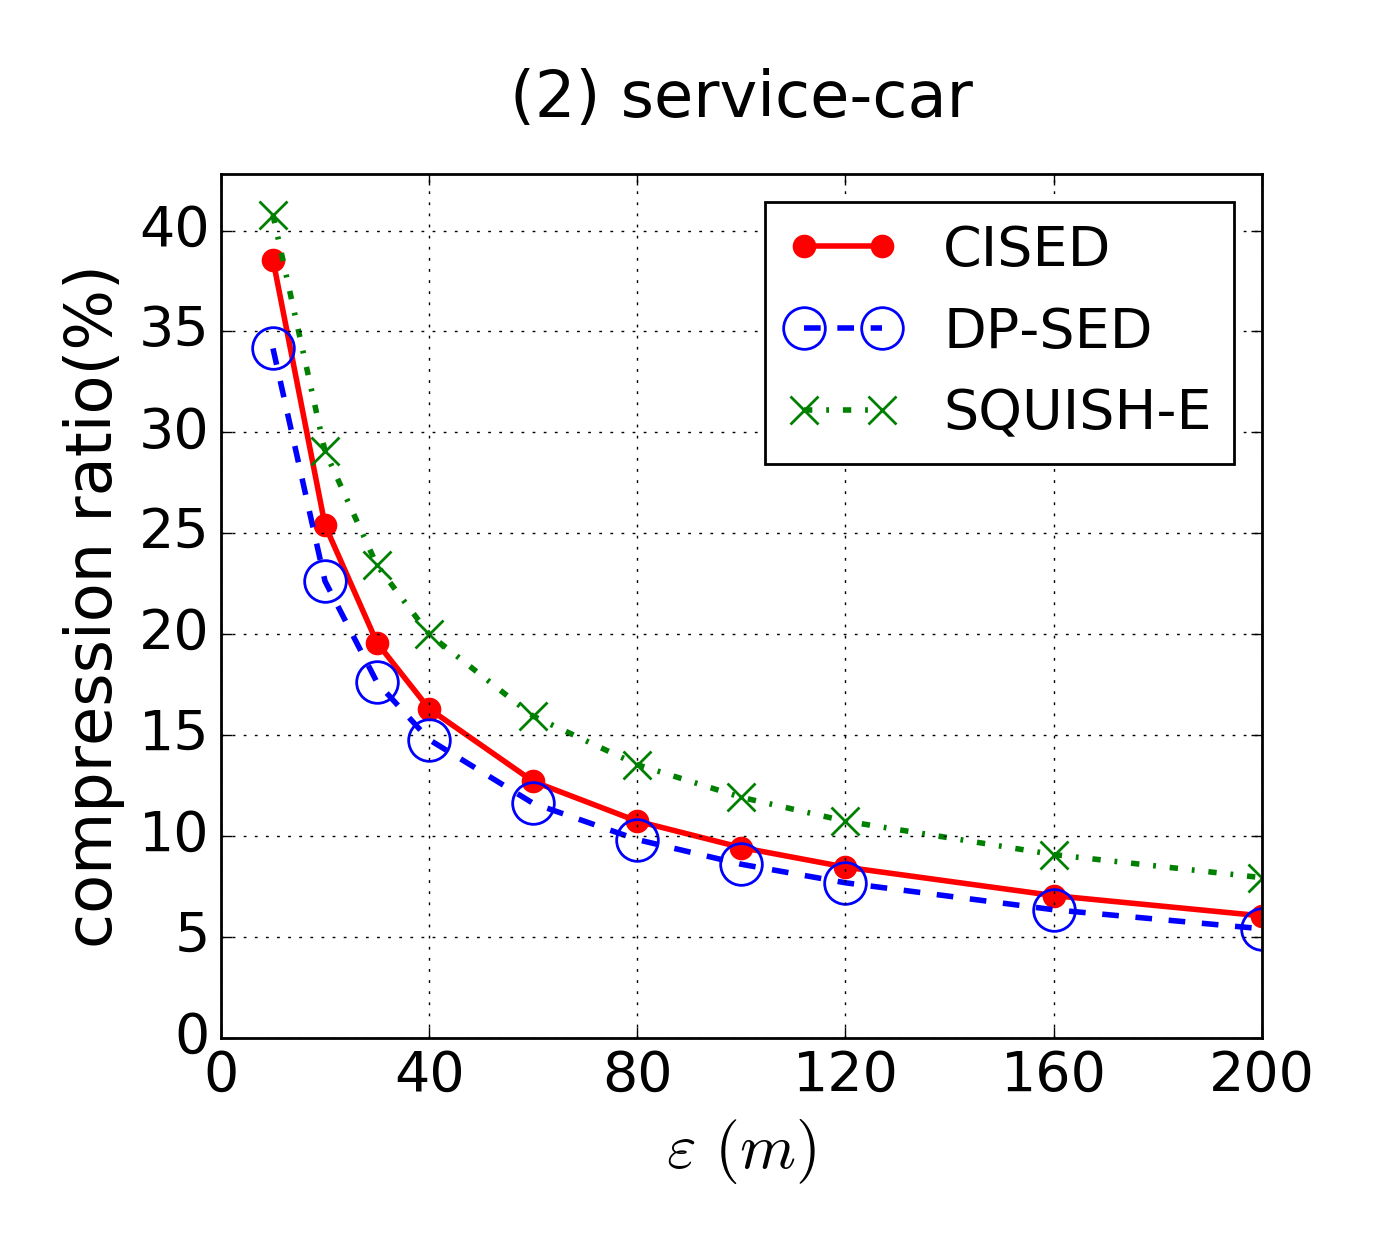 (2) service-car
compression ratio(%)
40
35
30
25
20
15
10
5
0
0 40 80 120 160 200
ε (m)
CISED
DP-SED
SQUISH-E